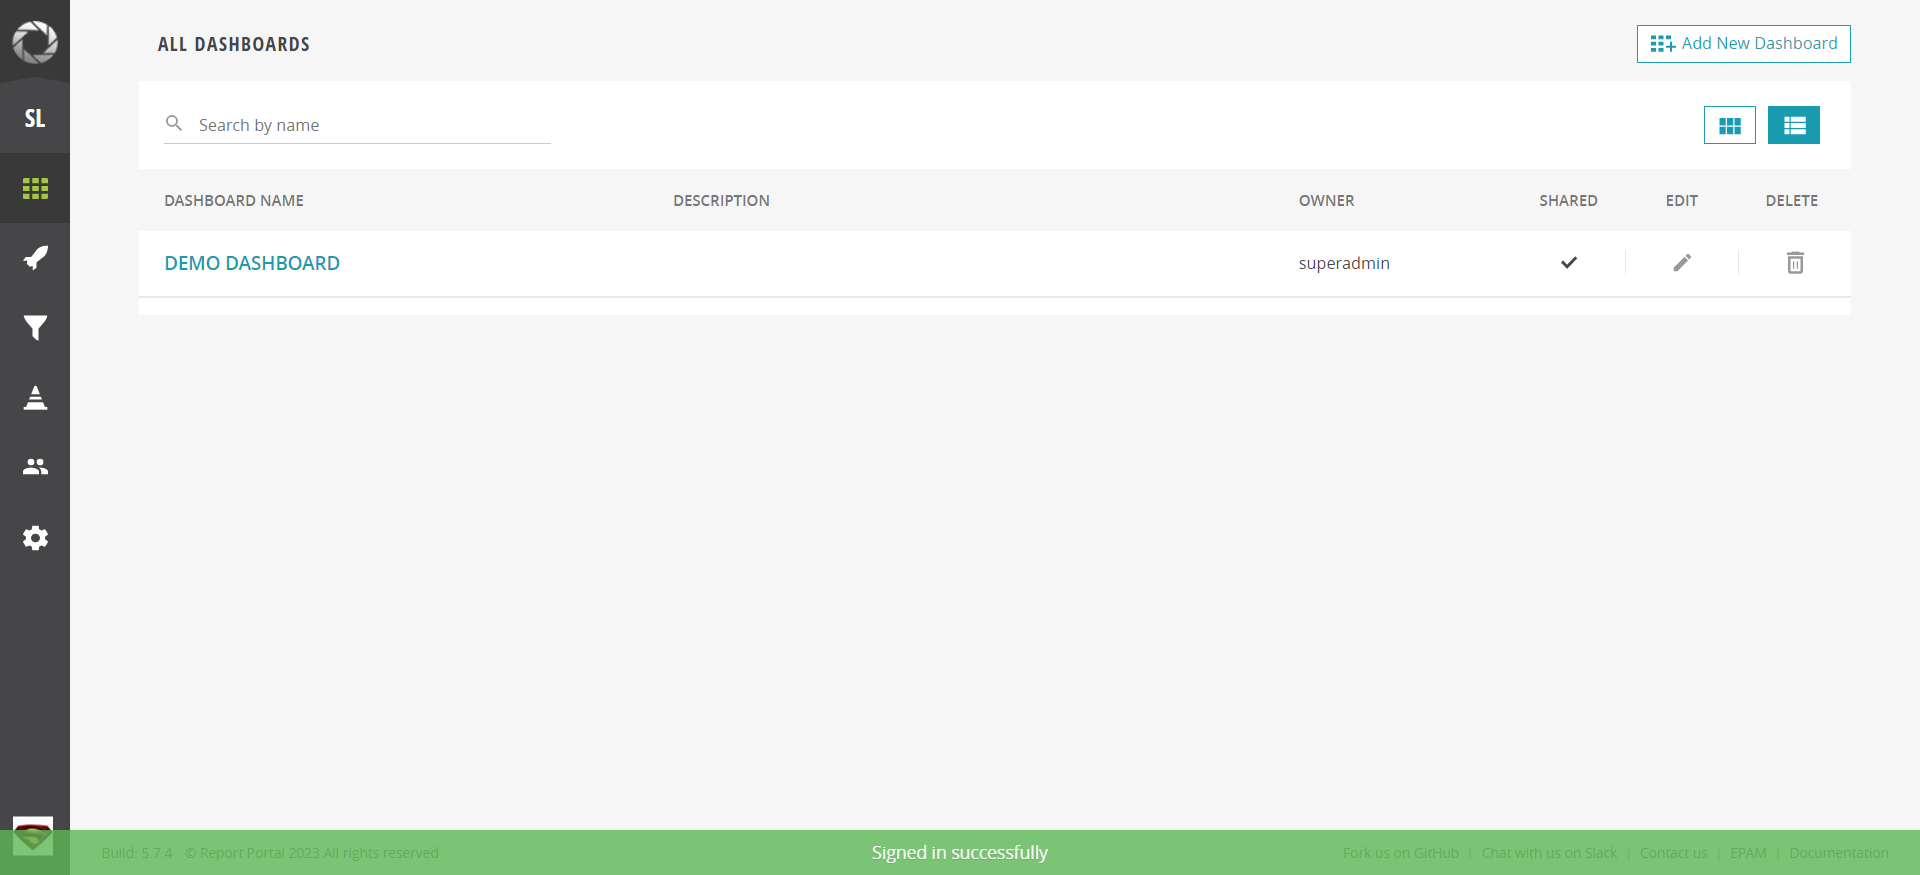 SL
ALL DASHBOARDS
Add New Dashboard
Search by name
DASHBOARD NAME DESCRIPTION OWNER SHARED EDIT DELETE
DEMO DASHBOARD superadmin
Build: 5.7.4 © Report Portal 2023 All rights reserved
Signed in successfully
Fork us on GitHub | Chat with us on Slack | Contact us | EPAM | Documentation